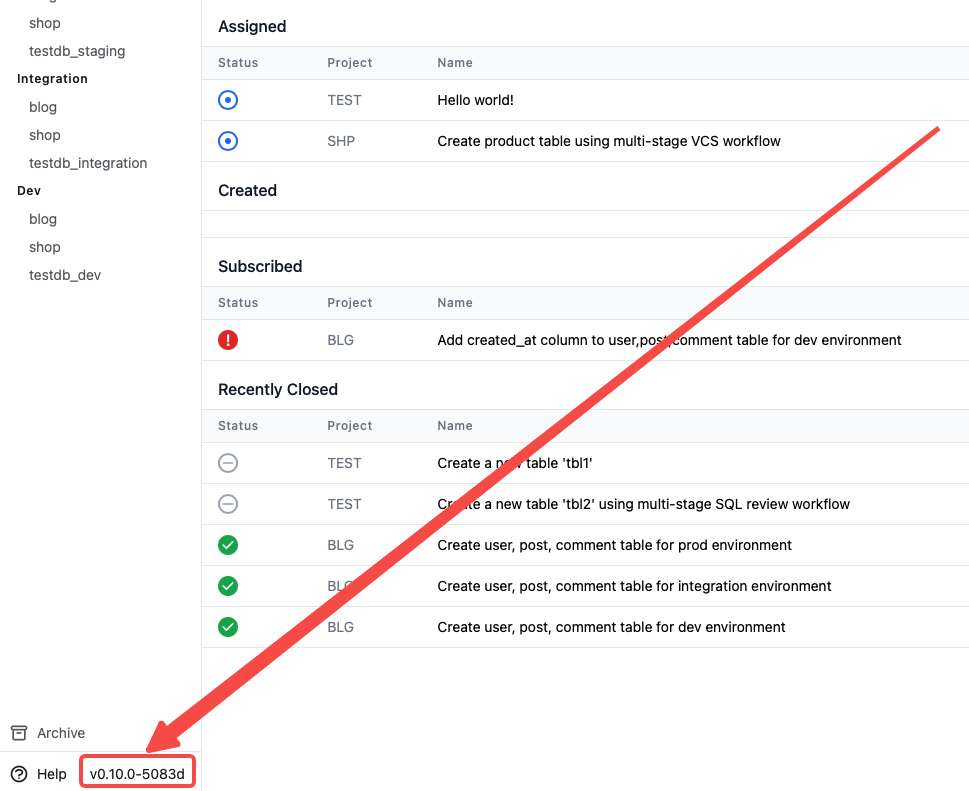 shop
testdb_staging
Integration
blog
shop
testdb_integration
Dev
blog
shop
testdb_dev
Archive
Help v0.10.0-5083d
Assigned
Status Project Name
TEST Hello world!
SHP Create product table using multi-stage VCS workflow
Created
Subscribed
Status Project Name
BLG Add created_at column to user,post,comment table for dev environment
Recently Closed
Status Project Name
TEST Create a new table 'tbl1'
TEST Create a new table 'tbl2' using multi-stage SQL review workflow
BLG Create user, post, comment table for prod environment
BLG Create user, post, comment table for integration environment
BLG Create user, post, comment table for dev environment